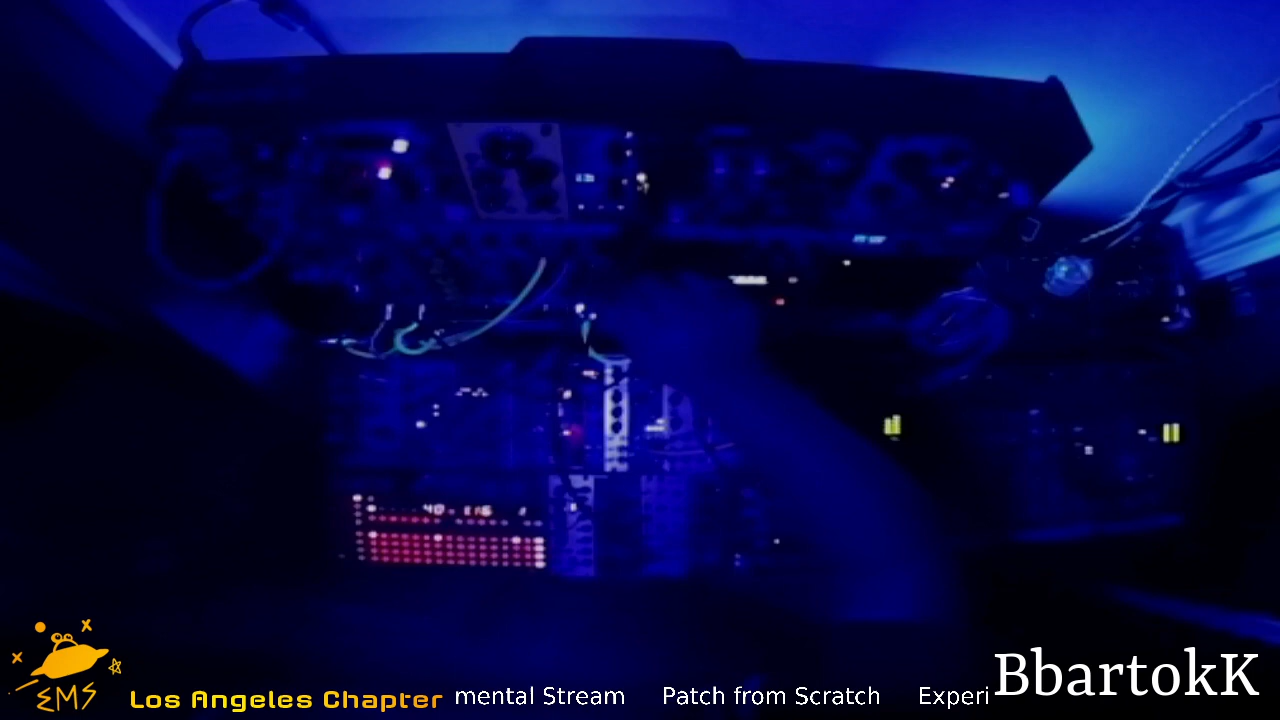 BbartokK
EMS
Los Angeles Chapter
mental Stream Patch from Scratch Experi